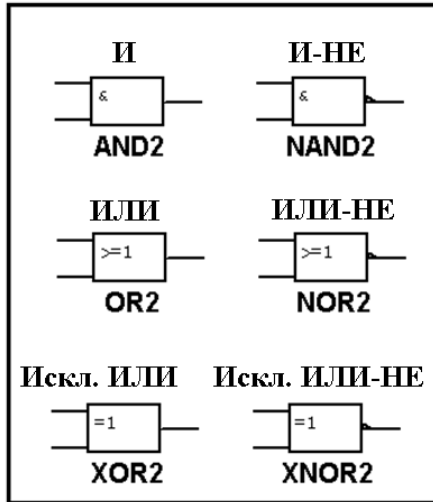 И И-НЕ
& &
AND2 NAND2
ИЛИ ИЛИ-НЕ
>=1 >=1
OR2 NOR2
Искл. ИЛИ Искл. ИЛИ-НЕ
=1 =1
XOR2 XNOR2